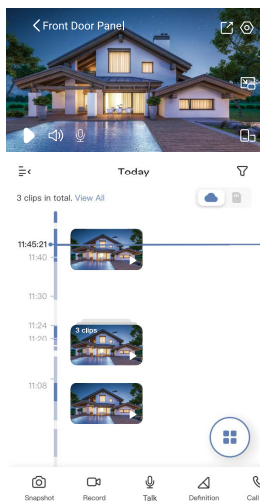 Front Door Panel
Today
3 clips in total. View All
11:45:21
11:40
11:30
11:24
3 clips
11:20
11:08
Snapshot
Record
Talk
Definition
Call